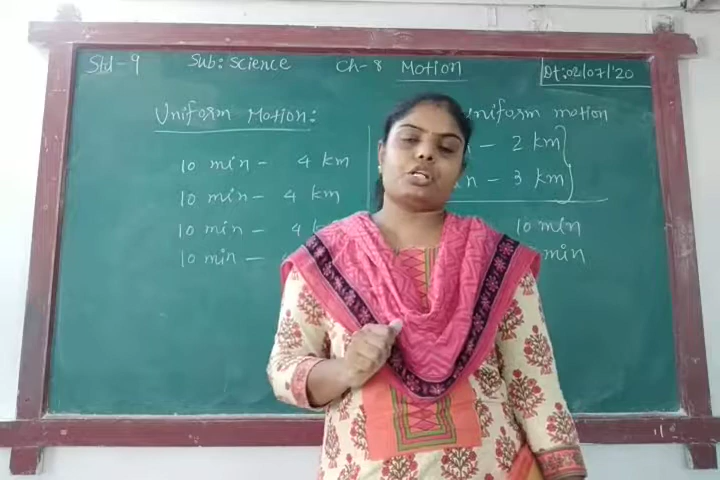 Std-9 Sub: Science Ch-8 Motion Dt:02/07/'20
Uniform Motion:
10 min - 4 km
10 min - 4 km
10 min - 4
10 min -
uniform motion
- 2 km
- 3 km
10 min
min